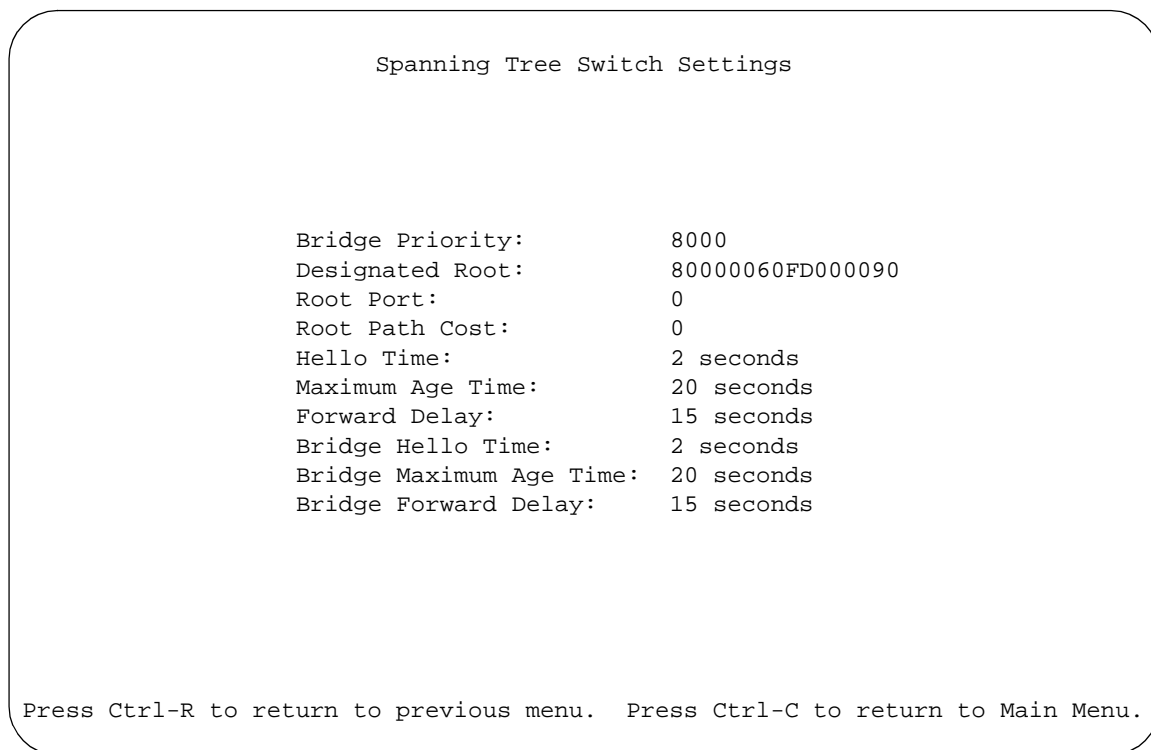 Spanning Tree Switch Settings
Bridge Priority: 8000
Designated Root: 80000060FD000090
Root Port: 0
Root Path Cost: 0
Hello Time: 2 seconds
Maximum Age Time: 20 seconds
Forward Delay: 15 seconds
Bridge Hello Time: 2 seconds
Bridge Maximum Age Time: 20 seconds
Bridge Forward Delay: 15 seconds
Press Ctrl-R to return to previous menu. Press Ctrl-C to return to Main Menu.